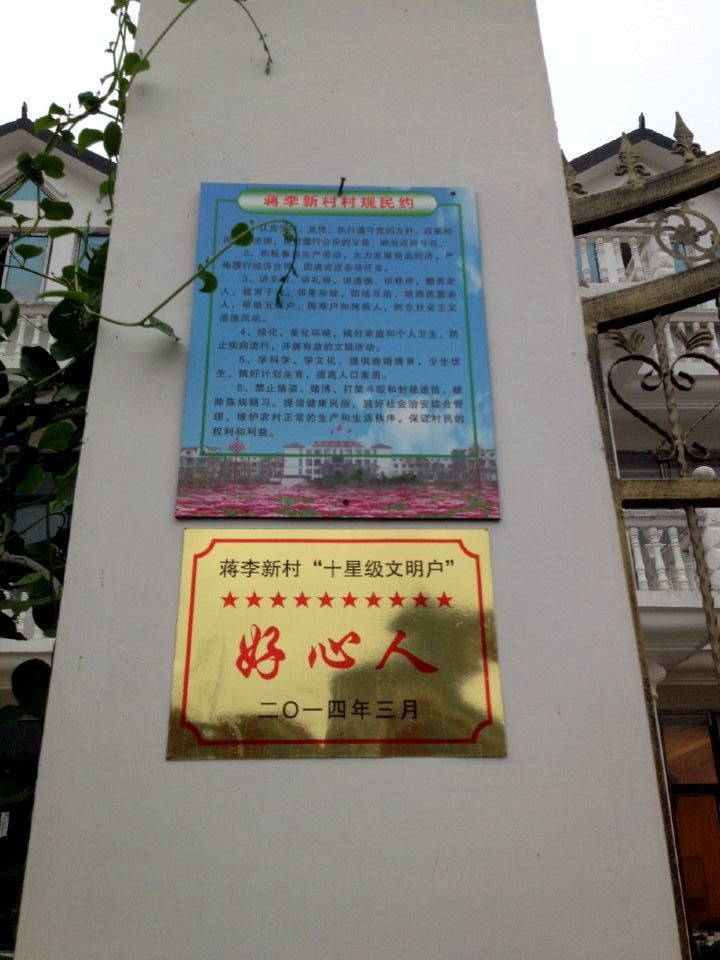 蒋李新村村规民约
认真学 、宣传、执行遵守党的方针、政策和
国 法律，自觉履行公民的义务，响应政府号召。
2、积极参加生产劳动，大力发展商品经济，严
格履行经济合同，圆满完成各项任务。
3、讲文明、讲礼貌、讲道德、讲秩序，赡养老
人，教育子女，邻里和睦，团结互助，照顾孤寡老
人，帮助五保户、困难户和残疾人，树立社会主义
道德风尚。
4、绿化、美化环境，搞好家庭和个人卫生，防
止疾病流行，开展有益的文娱活动。
5、学科学、学文化，提倡晚婚晚育，少生优
生，搞好计划生育，提高人口素质。
6、禁止偷盗、赌博、打架斗殴和封建迷信，破
除陈规陋习。提倡健康民俗，搞好社会治安综合管
理，维护农村正常的生产和生活秩序，保证村民的
权利和利益。
蒋李新村“十星级文明户”
★★★★★★★★★★
好心人
二〇一四年三月